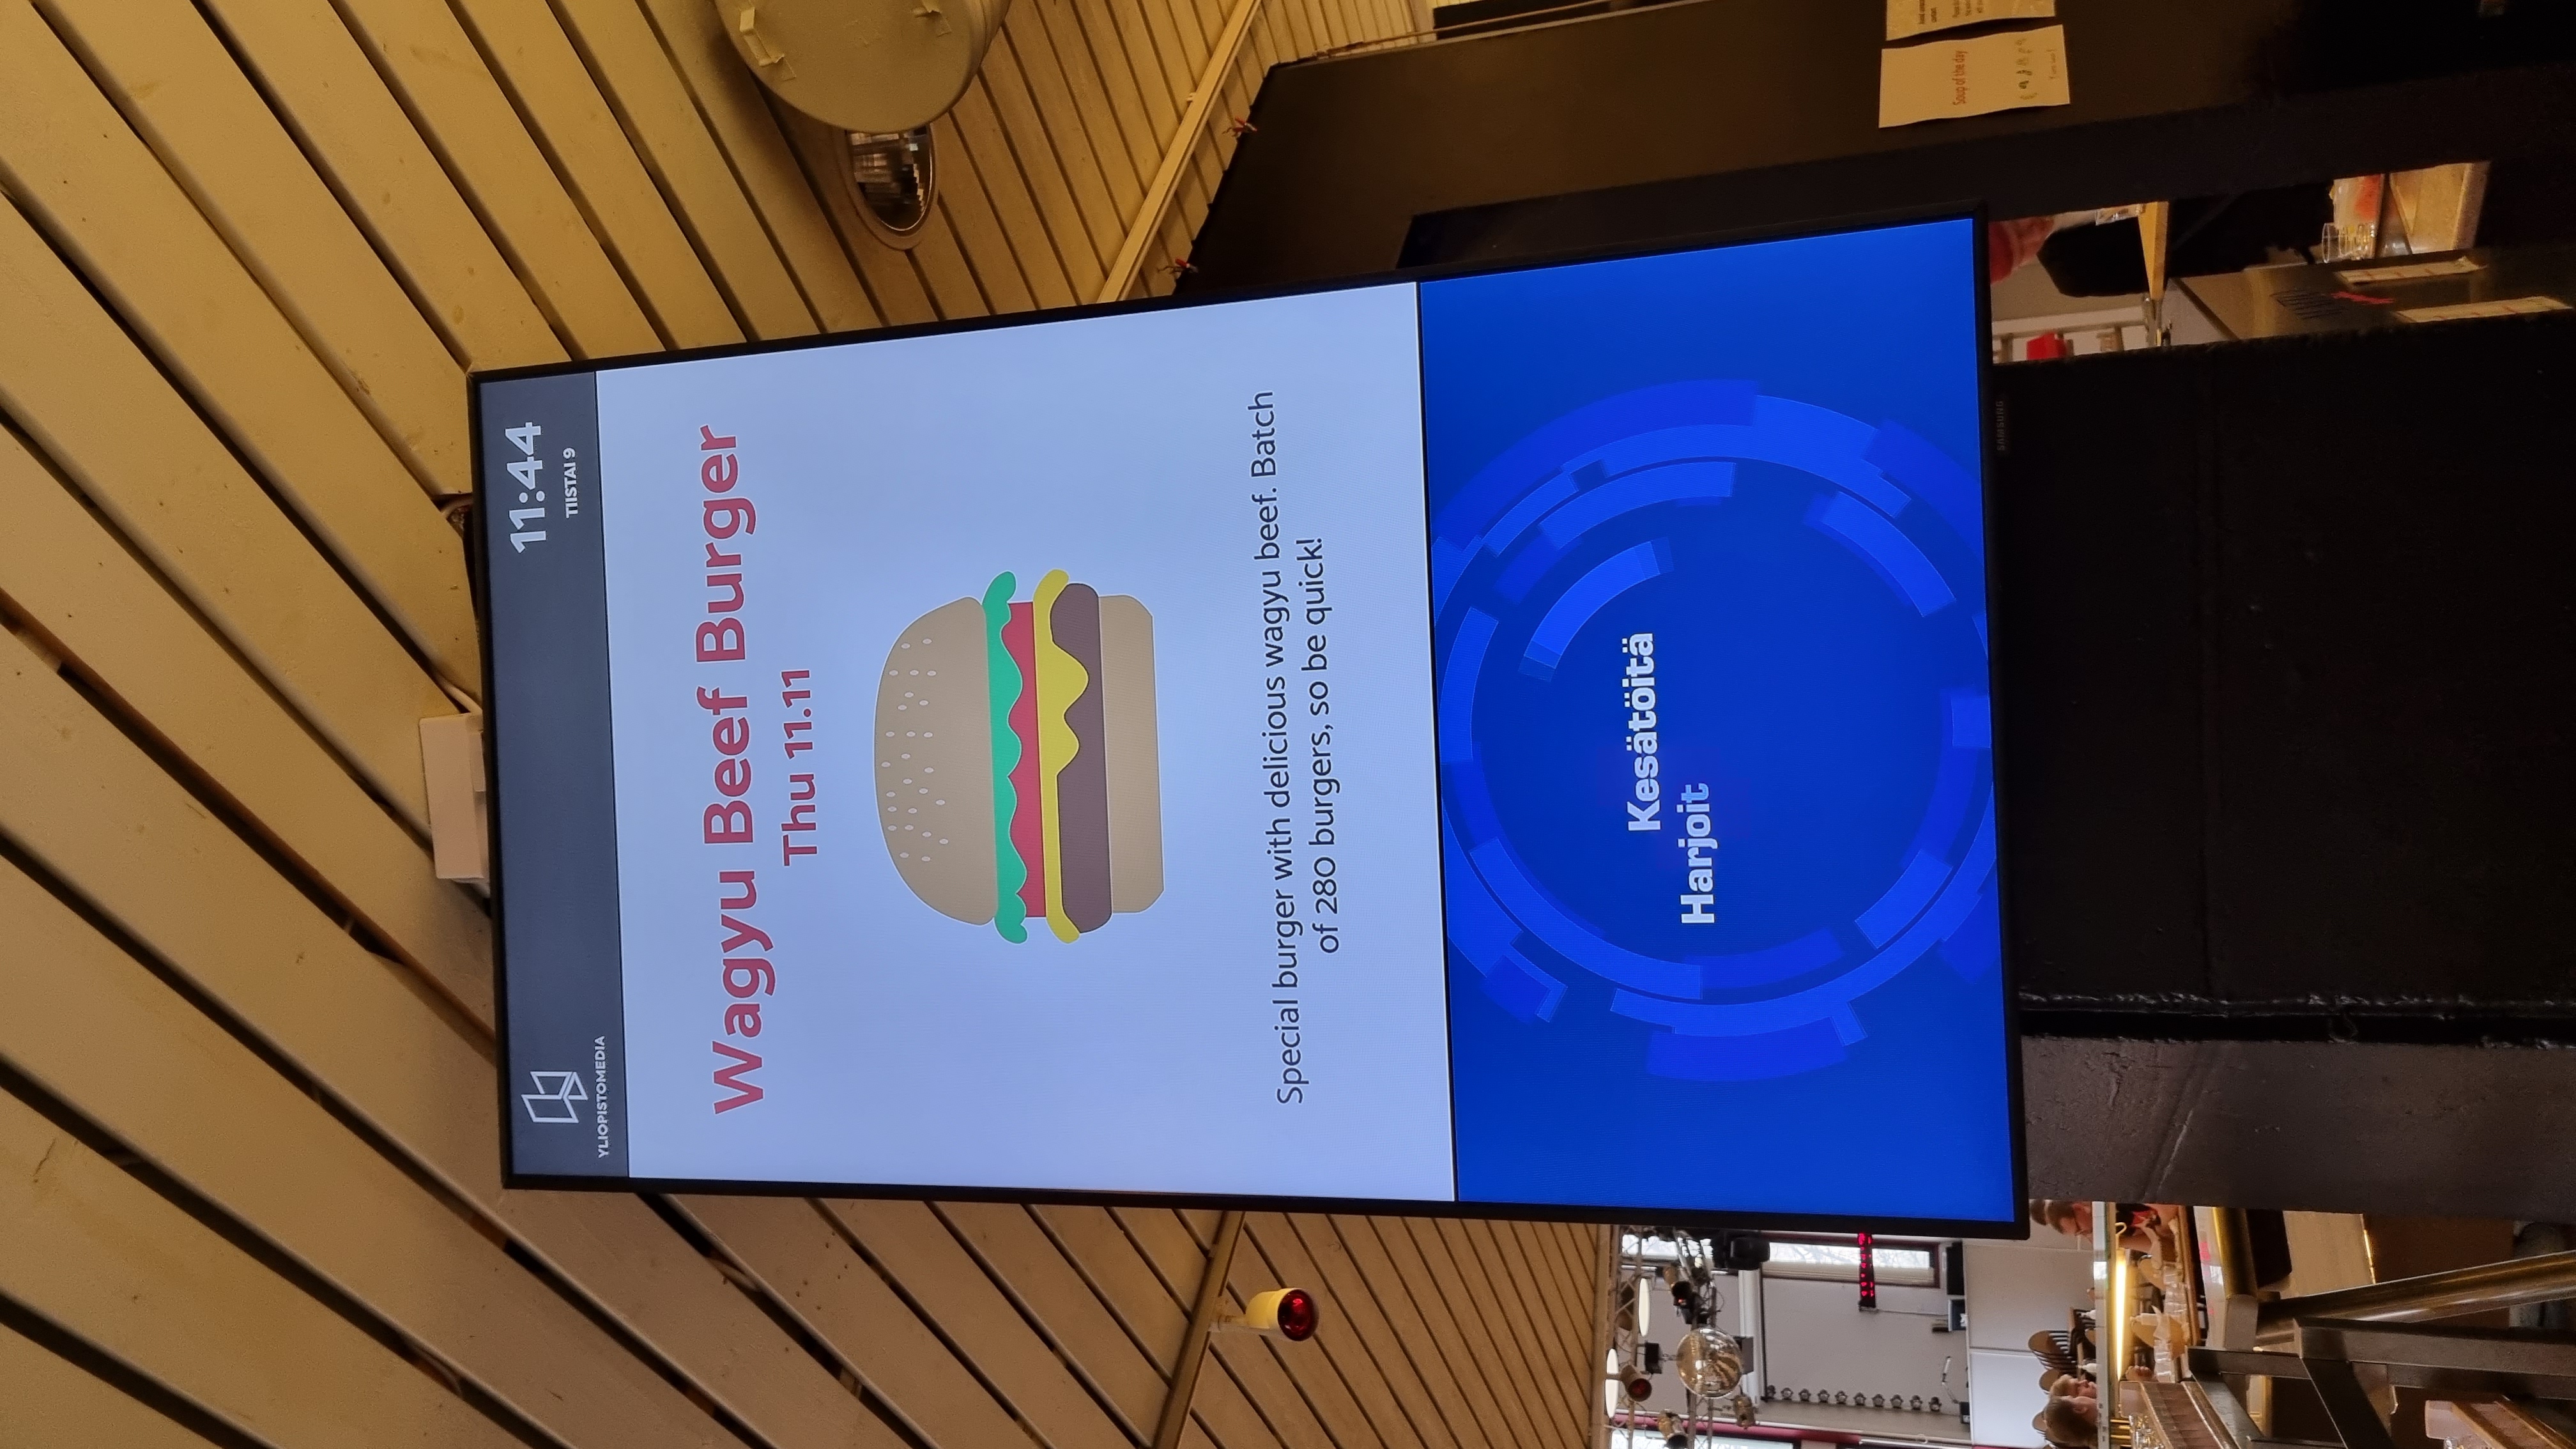 11:44
TIISTAI 9
YLIOPISTOMEDIA
Wagyu Beef Burger
Thu 11.11
Special burger with delicious wagyu beef. Batch
of 280 burgers, so be quick!
Kesätöitä
Harjoit
SAMSUNG
Soup of the day